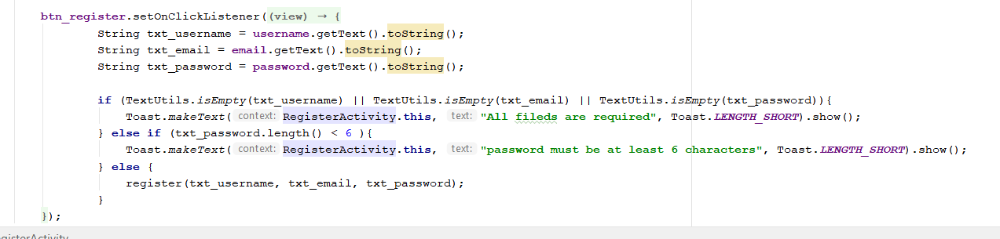 btn_register.setOnClickListener((view) → {
String txt_username = username.getText().toString();
String txt_email = email.getText().toString();
String txt_password = password.getText().toString();
if (TextUtils.isEmpty(txt_username) || TextUtils.isEmpty(txt_email) || TextUtils.isEmpty(txt_password)){
Toast.makeText( context: RegisterActivity.this, text: "All fileds are required", Toast.LENGTH_SHORT).show();
} else if (txt_password.length() < 6 ){
Toast.makeText( context: RegisterActivity.this, text: "password must be at least 6 characters", Toast.LENGTH_SHORT).show();
} else {
register(txt_username, txt_email, txt_password);
}
});